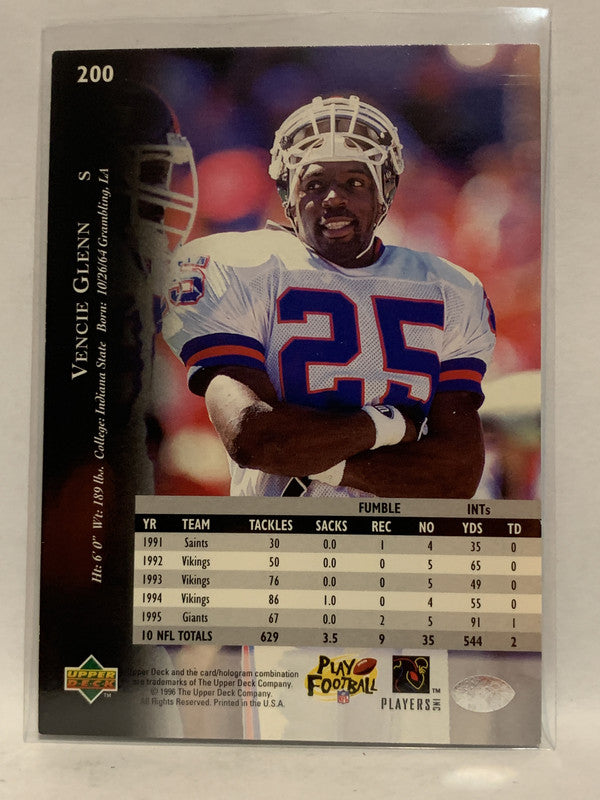 200
VENCIE GLENN S
Ht: 6' 0" Wt: 189 lbs. College: Indiana State Born: 10/26/64 Grambling, LA
25
25
FUMBLE INTs
YR TEAM TACKLES SACKS REC NO YDS TD
1991 Saints 30 0.0 1 4 35 0
1992 Vikings 50 0.0 0 5 65 0
1993 Vikings 76 0.0 0 5 49 0
1994 Vikings 86 1.0 0 4 55 0
1995 Giants 67 0.0 2 5 91 1
10 NFL TOTALS 629 3.5 9 35 544 2
UPPER DECK TM
Upper Deck and the card/hologram combination
are trademarks of The Upper Deck Company.
© 1996 The Upper Deck Company.
All Rights Reserved. Printed in the U.S.A.
PLAY FOOTBALL
NFL
PLAYERS INC TM